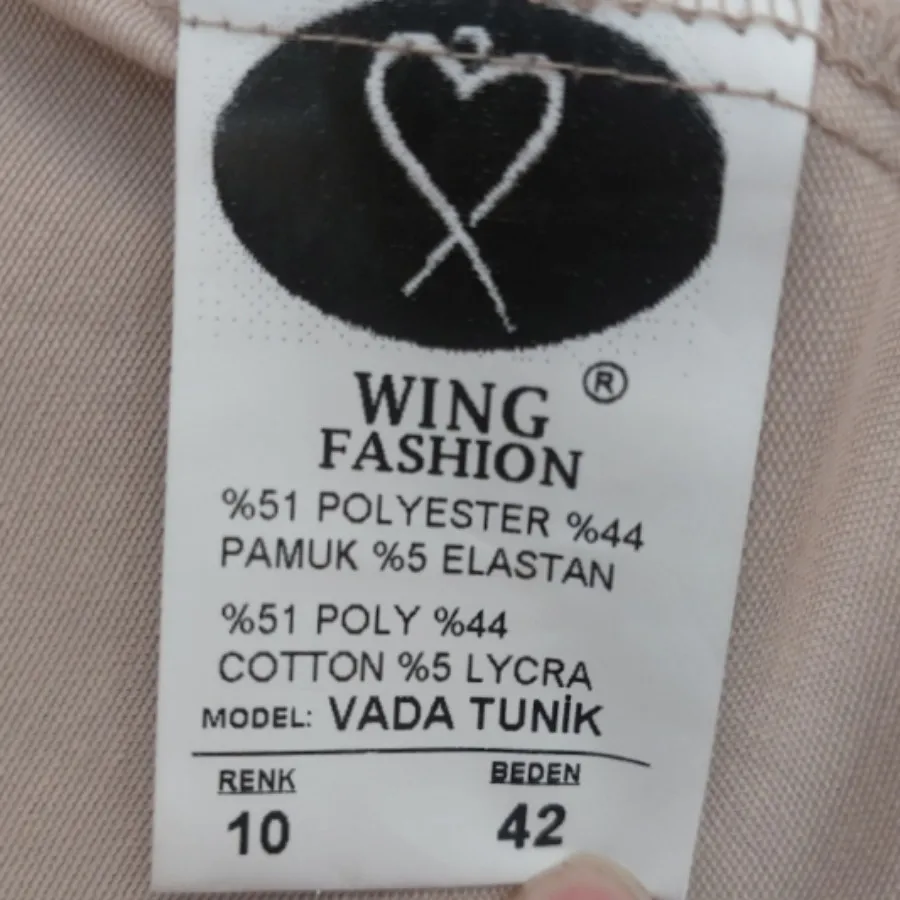 WING ®
FASHION
%51 POLYESTER %44
PAMUK %5 ELASTAN
%51 POLY %44
COTTON %5 LYCRA
MODEL: VADA TUNİK
RENK BEDEN
10 42